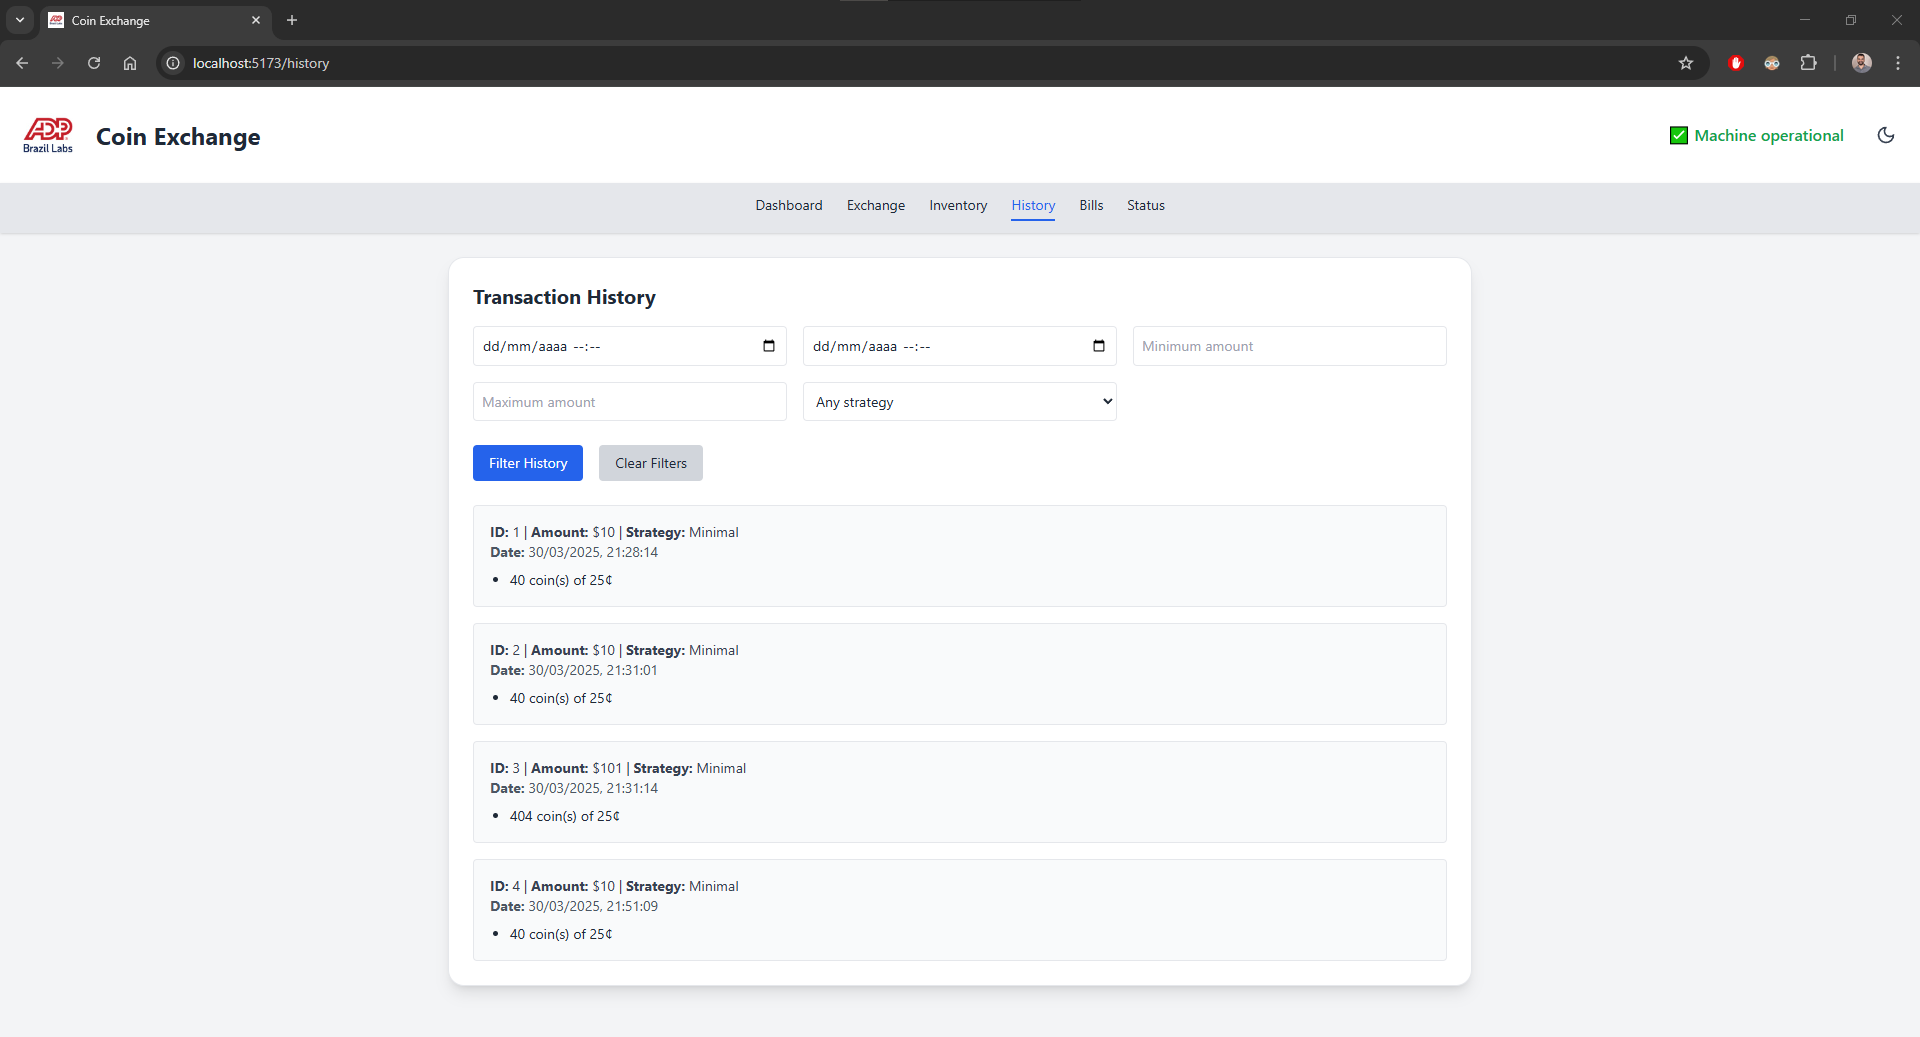 Coin Exchange
localhost:5173/history
ADP
Brazil Labs
Coin Exchange
Machine operational
Dashboard Exchange Inventory History Bills Status
Transaction History
dd/mm/aaaa --:-- dd/mm/aaaa --:-- Minimum amount
Maximum amount Any strategy
Filter History Clear Filters
ID: 1 | Amount: $10 | Strategy: Minimal
Date: 30/03/2025, 21:28:14
• 40 coin(s) of 25¢
ID: 2 | Amount: $10 | Strategy: Minimal
Date: 30/03/2025, 21:31:01
• 40 coin(s) of 25¢
ID: 3 | Amount: $101 | Strategy: Minimal
Date: 30/03/2025, 21:31:14
• 404 coin(s) of 25¢
ID: 4 | Amount: $10 | Strategy: Minimal
Date: 30/03/2025, 21:51:09
• 40 coin(s) of 25¢